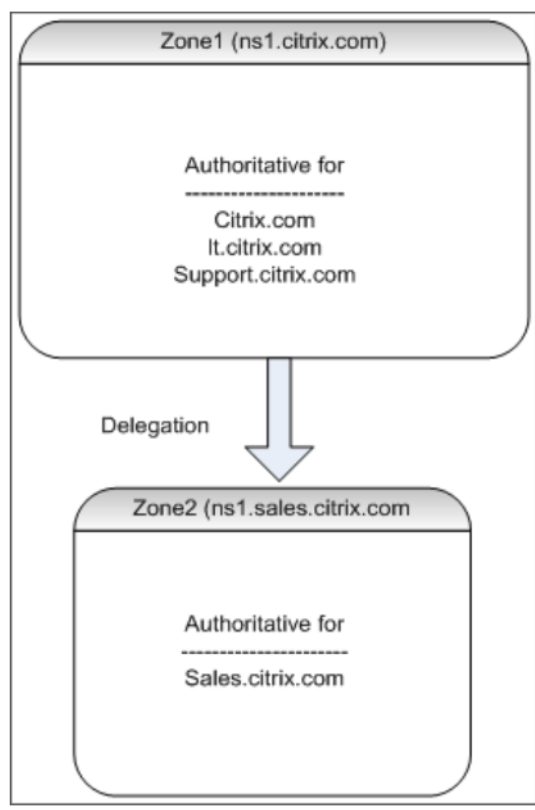 Zone1 (ns1.citrix.com)
Authoritative for
---------------------
Citrix.com
It.citrix.com
Support.citrix.com
Delegation
Zone2 (ns1.sales.citrix.com
Authoritative for
----------------------
Sales.citrix.com